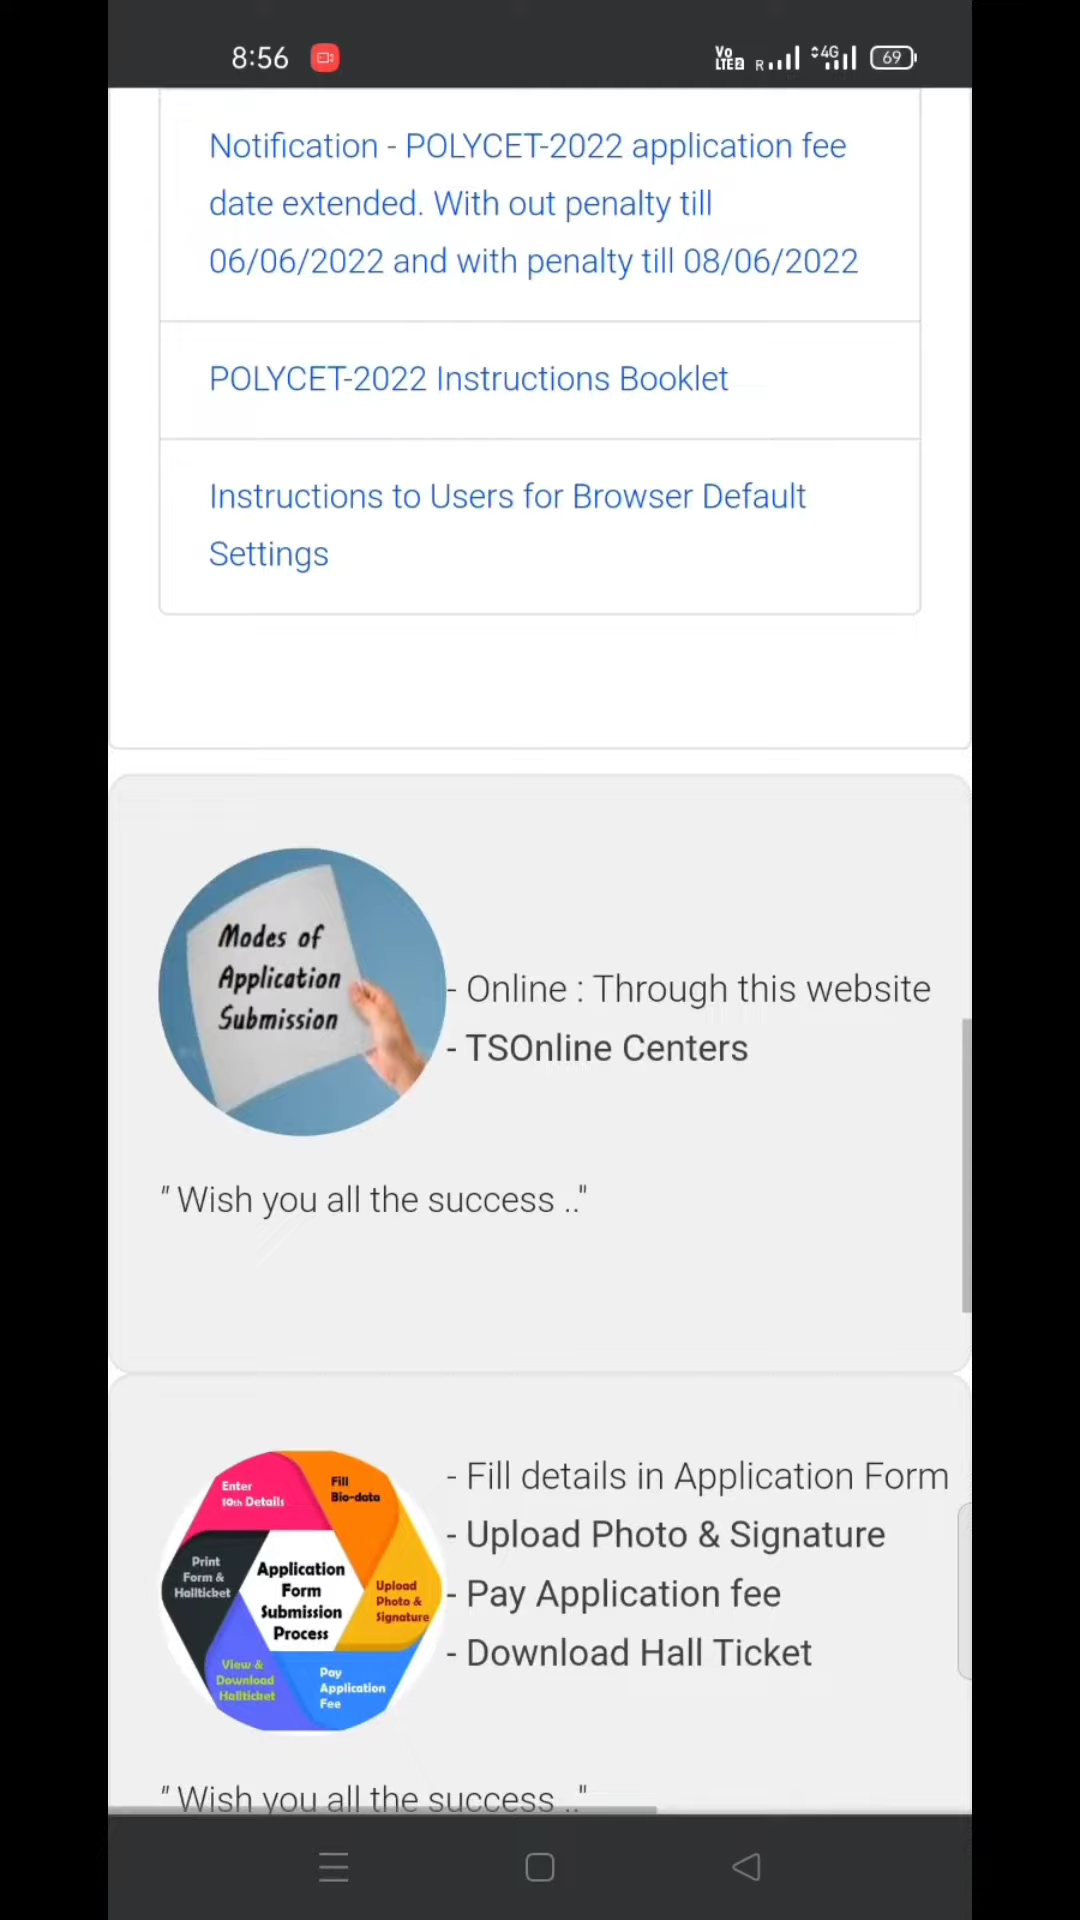 8:56
Vo
LTE2 R 4G 69
Notification - POLYCET-2022 application fee
date extended. With out penalty till
06/06/2022 and with penalty till 08/06/2022
POLYCET-2022 Instructions Booklet
Instructions to Users for Browser Default
Settings
Modes of
Application
Submission
- Online : Through this website
- TSOnline Centers
" Wish you all the success .."
Enter
10th Details
Fill
Bio-data
Upload
Photo &
Signature
Pay
Application
Fee
View &
Download
Hallticket
Print
Form &
Hallticket
Application
Form
Submission
Process
- Fill details in Application Form
- Upload Photo & Signature
- Pay Application fee
- Download Hall Ticket
" Wish you all the success .."